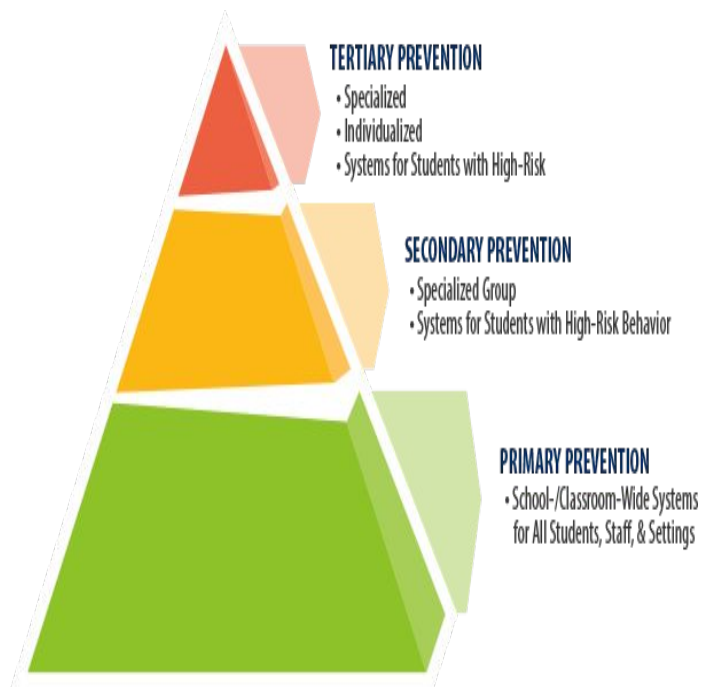 TERTIARY PREVENTION
• Specialized
• Individualized
• Systems for Students with High-Risk
SECONDARY PREVENTION
• Specialized Group
• Systems for Students with High-Risk Behavior
PRIMARY PREVENTION
• School-/Classroom-Wide Systems
for All Students, Staff, & Settings